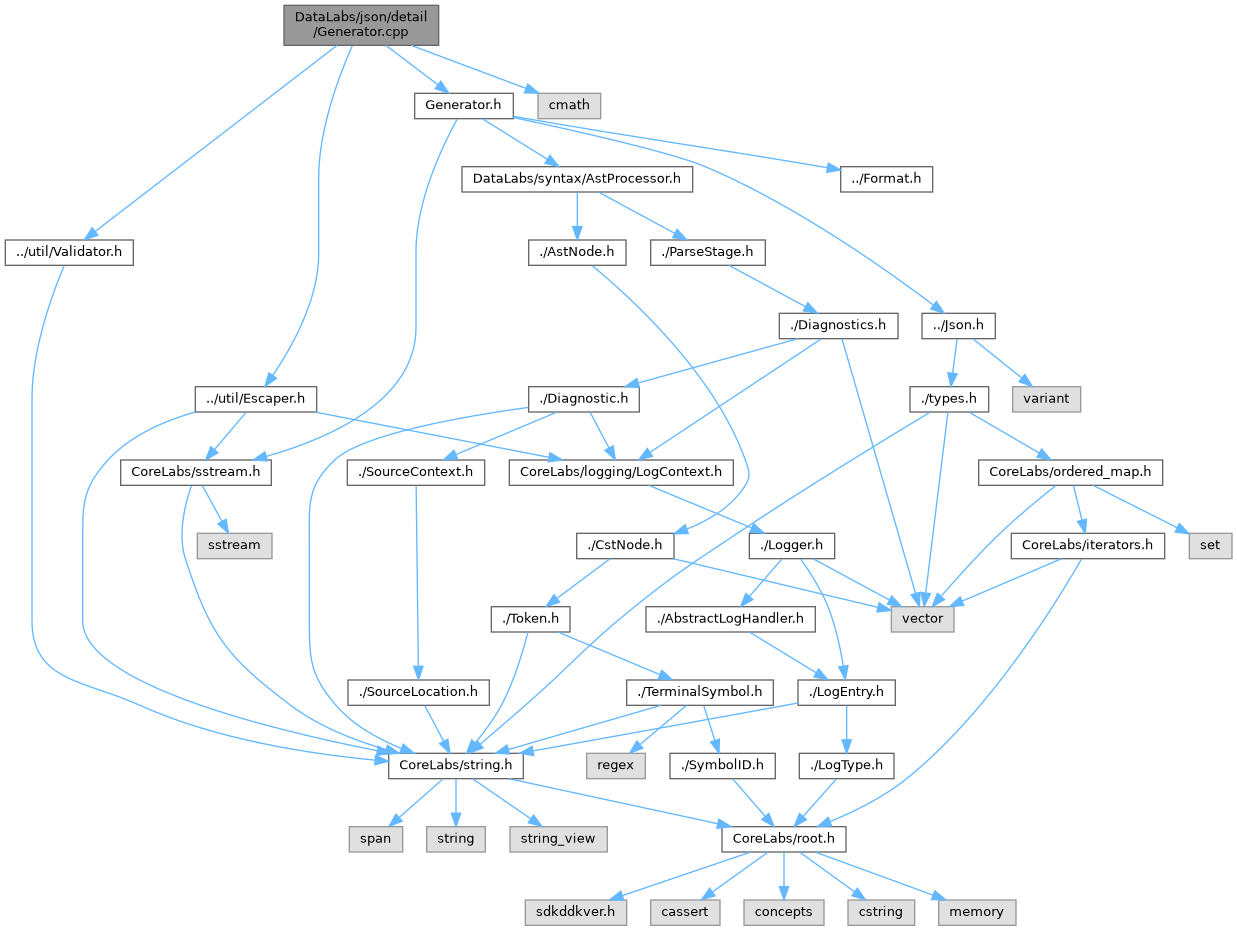 DataLabs/json/detail
/Generator.cpp
Generator.h
cmath
DataLabs/syntax/AstProcessor.h
../Format.h
../util/Validator.h
./AstNode.h
./ParseStage.h
./Diagnostics.h
../Json.h
../util/Escaper.h
./Diagnostic.h
./types.h
variant
CoreLabs/sstream.h
./SourceContext.h
CoreLabs/logging/LogContext.h
CoreLabs/ordered_map.h
sstream
./CstNode.h
./Logger.h
CoreLabs/iterators.h
set
./Token.h
./AbstractLogHandler.h
vector
./SourceLocation.h
./TerminalSymbol.h
./LogEntry.h
CoreLabs/string.h
regex
./SymbolID.h
./LogType.h
span
string
string_view
CoreLabs/root.h
sdkddkver.h
cassert
concepts
cstring
memory